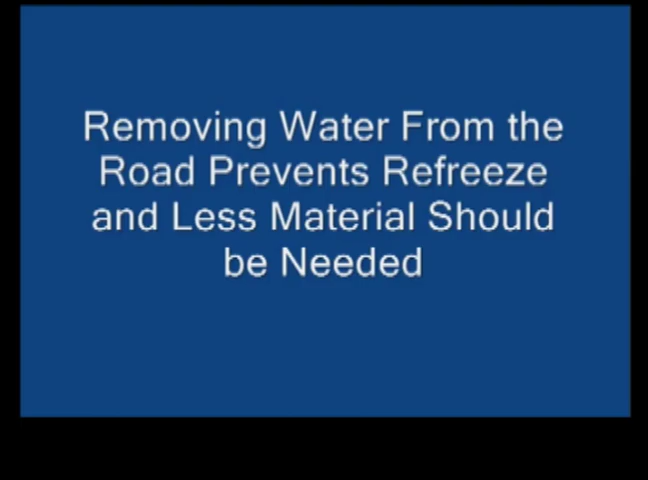 Removing Water From the
Road Prevents Refreeze
and Less Material Should
be Needed